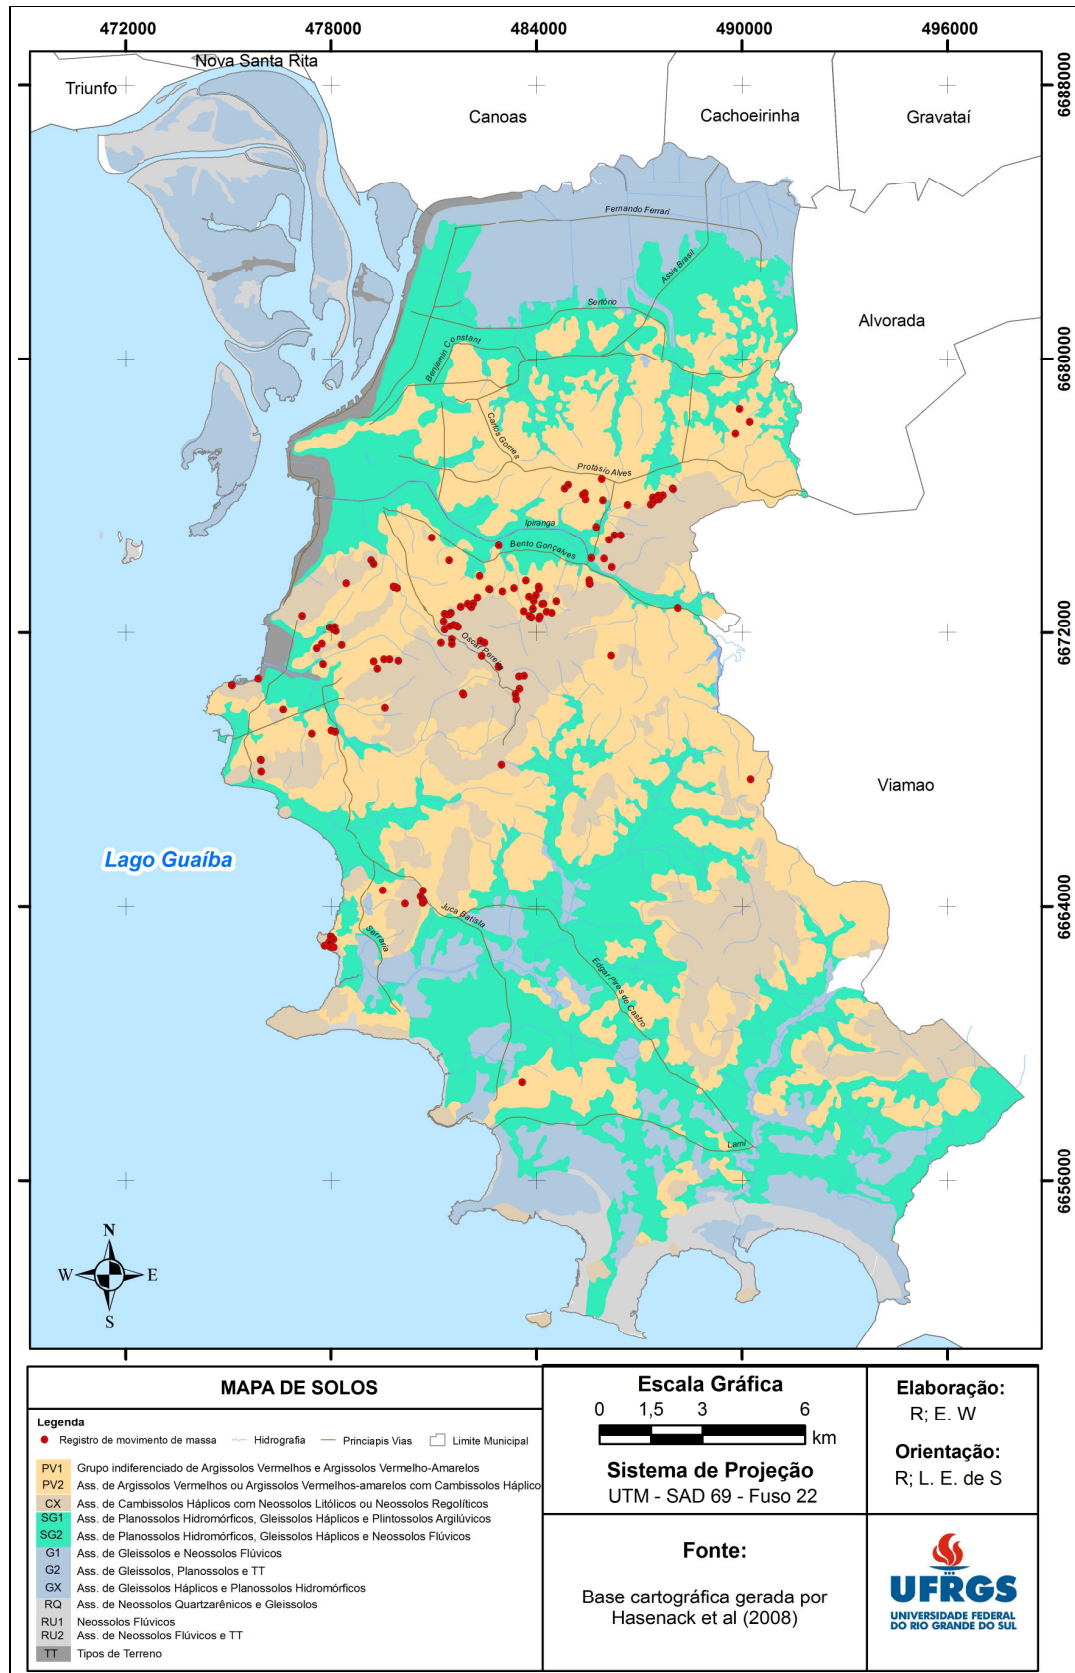 472000 478000 484000 490000 496000
Nova Santa Rita
Triunfo
Canoas
Cachoeirinha
Gravataí
6688000
Fernando Ferrari
Assis Brasil
Sertório
Alvorada
Benjamin Constant
6680000
Carlos Gomes
Protásio Alves
Ipiranga
Bento Gonçalves
6672000
Oscar Pereira
Viamao
Lago Guaíba
Juca Batista
6664000
Serraria
Edgar Pires de Castro
Lami
6656000
N
W E
S
472000 478000 484000 490000 496000
MAPA DE SOLOS
Legenda
Registro de movimento de massa Hidrografia Princiapis Vias Limite Municipal
PV1 Grupo indiferenciado de Argissolos Vermelhos e Argissolos Vermelho-Amarelos
PV2 Ass. de Argissolos Vermelhos ou Argissolos Vermelhos-amarelos com Cambissolos Háplico
CX Ass. de Cambissolos Háplicos com Neossolos Litólicos ou Neossolos Regolíticos
SG1 Ass. de Planossolos Hidromórficos, Gleissolos Háplicos e Plintossolos Argilúvicos
SG2 Ass. de Planossolos Hidromórficos, Gleissolos Háplicos e Neossolos Flúvicos
G1 Ass. de Gleissolos e Neossolos Flúvicos
G2 Ass. de Gleissolos, Planossolos e TT
GX Ass. de Gleissolos Háplicos e Planossolos Hidromórficos
RQ Ass. de Neossolos Quartzarênicos e Gleissolos
RU1 Neossolos Flúvicos
RU2 Ass. de Neossolos Flúvicos e TT
TT Tipos de Terreno
Escala Gráfica
0 1,5 3 6
km
Sistema de Projeção
UTM - SAD 69 - Fuso 22
Fonte:
Base cartográfica gerada por
Hasenack et al (2008)
Elaboração:
R; E. W
Orientação:
R; L. E. de S
UFRGS
UNIVERSIDADE FEDERAL
DO RIO GRANDE DO SUL